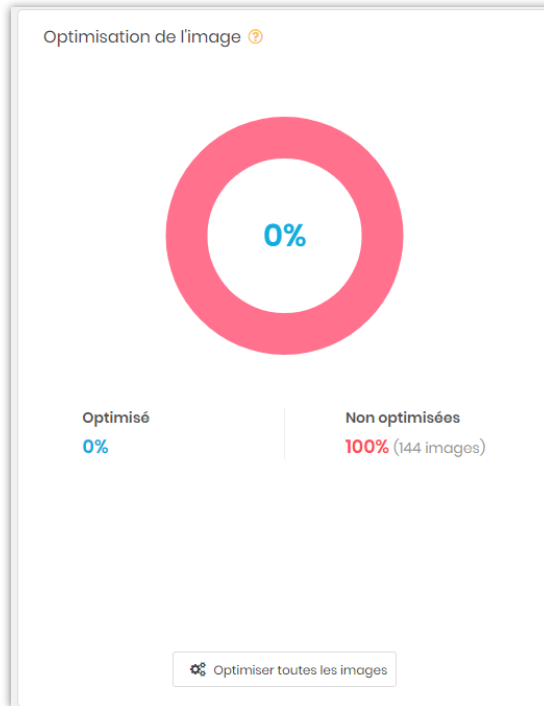 Optimisation de l'image
0%
Optimisé
0%
Non optimisées
100% (144 images)
Optimiser toutes les images